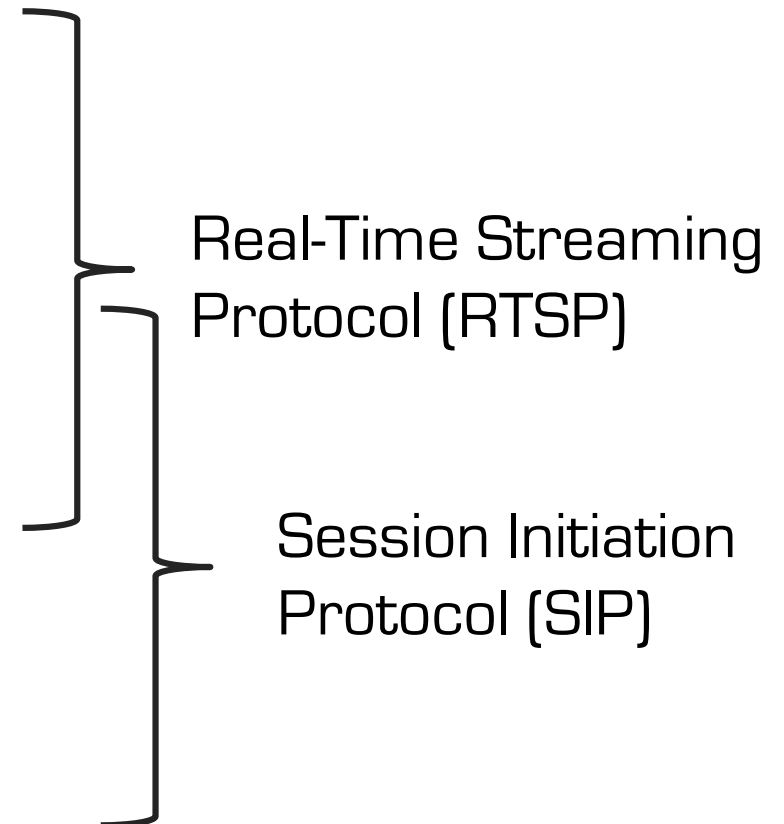 Real-Time Streaming
Protocol (RTSP)
Session Initiation
Protocol (SIP)